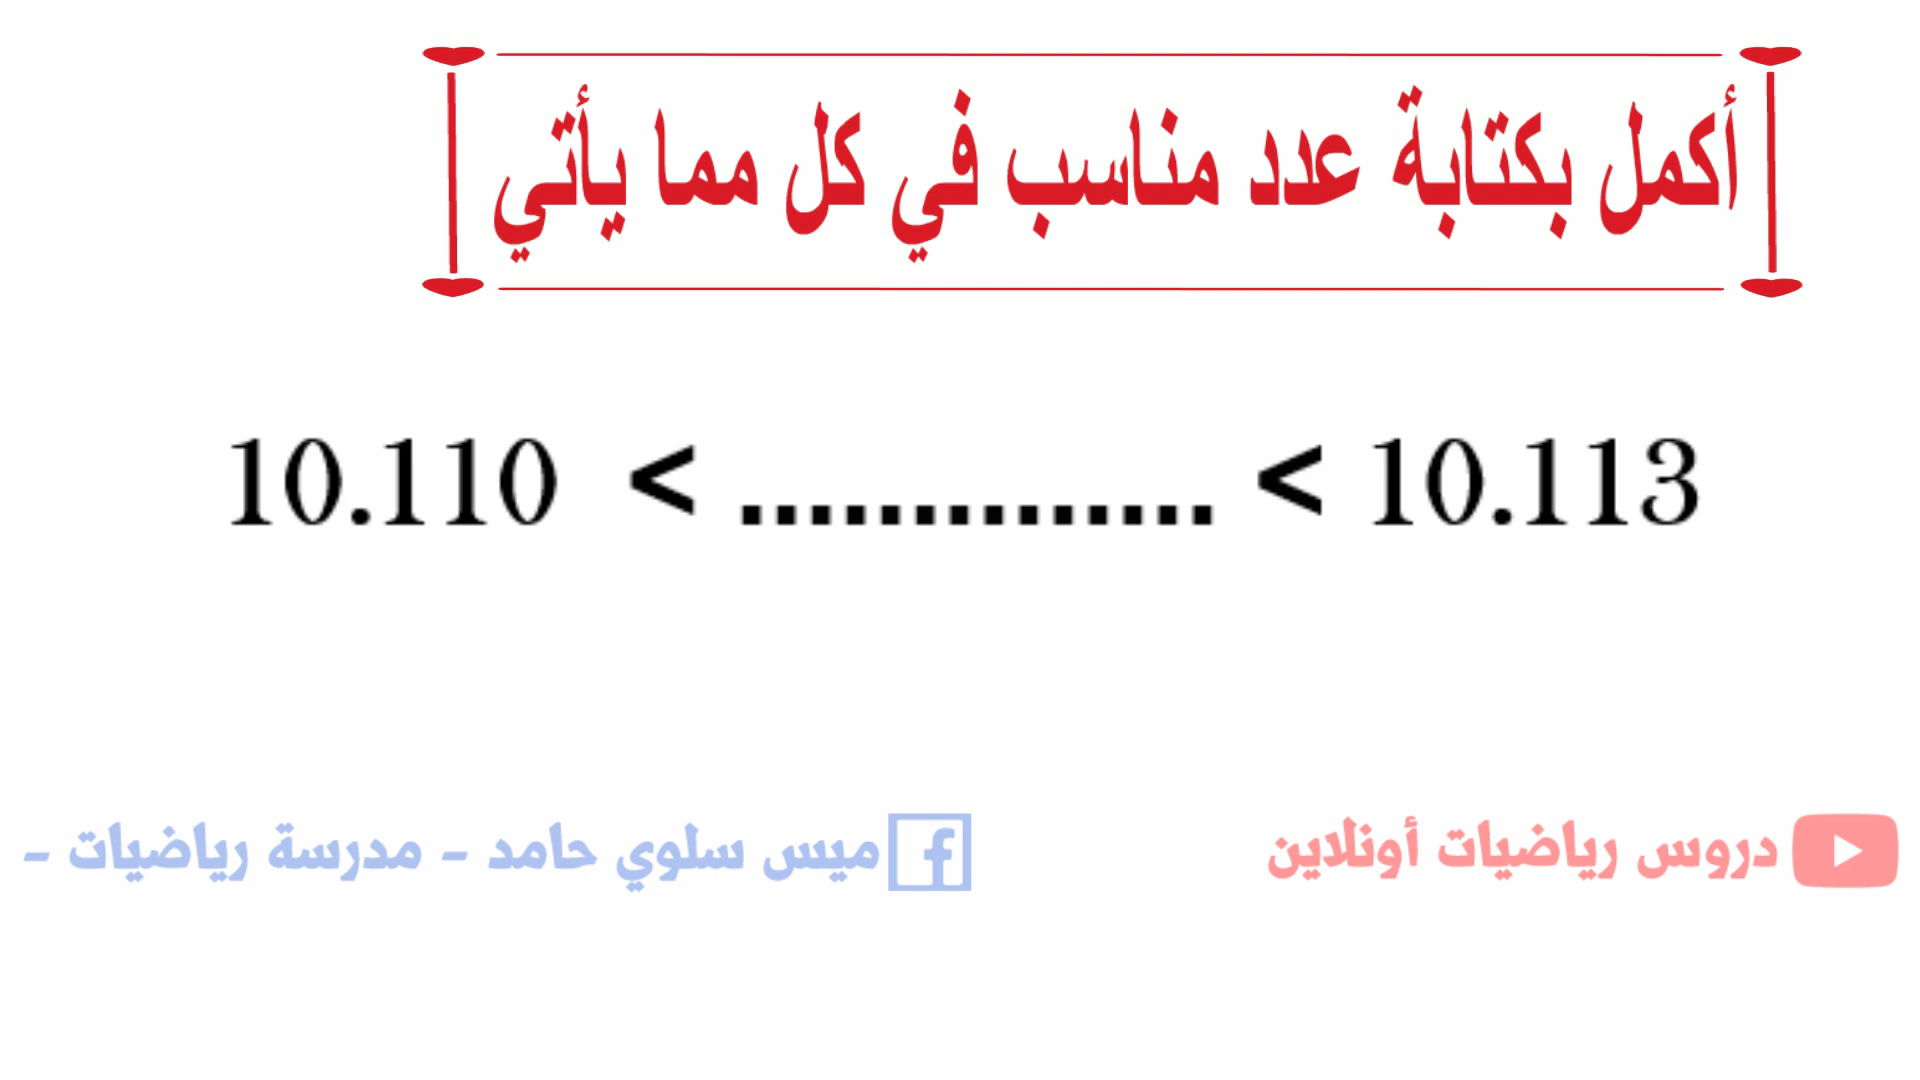 أكمل بكتابة عدد مناسب في كل مما يأتي
10.110 < .............. < 10.113
دروس رياضيات أونلاين
ميس سلوي حامد - مدرسة رياضيات -